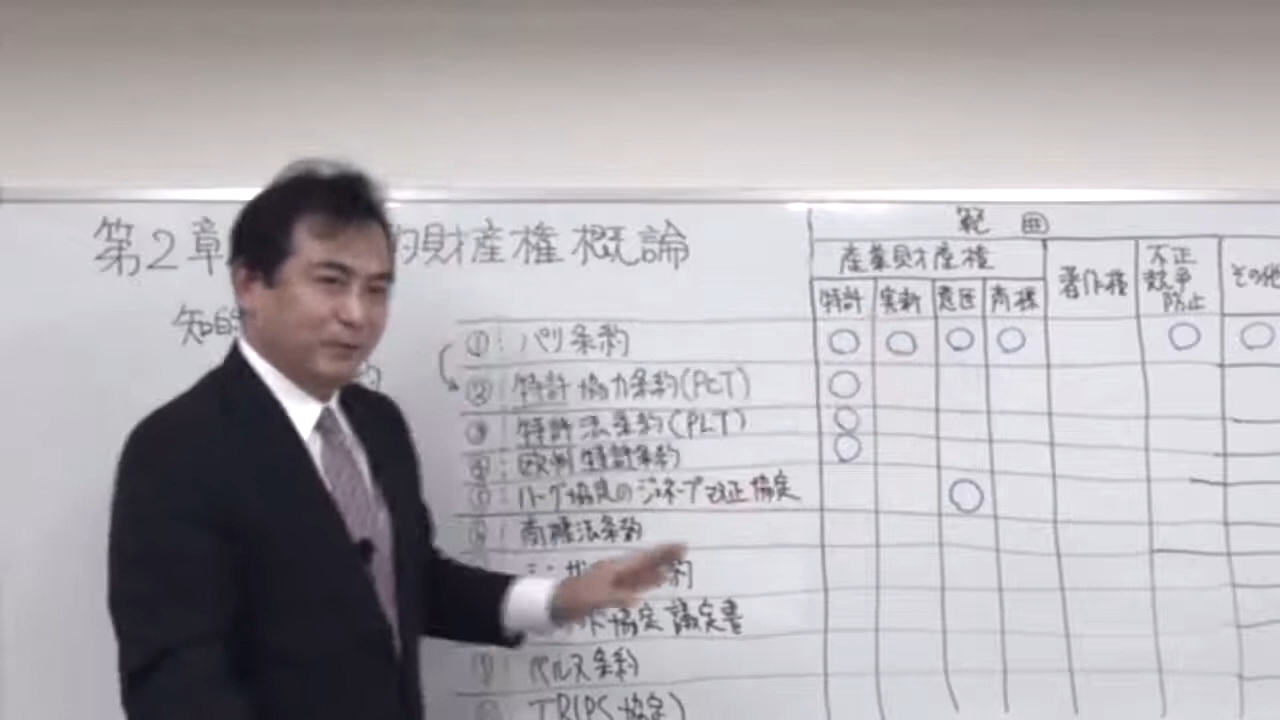 第2章 的財産権概論
知的
範囲
産業財産権
著作権
不正競争防止
その他
特許 実新 意匠 商標
①: パリ条約
②: 特許協力条約(PCT)
③: 特許法条約(PLT)
④: 欧州特許条約
⑤: ハーグ協定のジュネーブ改正協定
⑥: 商標法条約
約
協定議定書
ベルヌ条約
TRIPS協定)